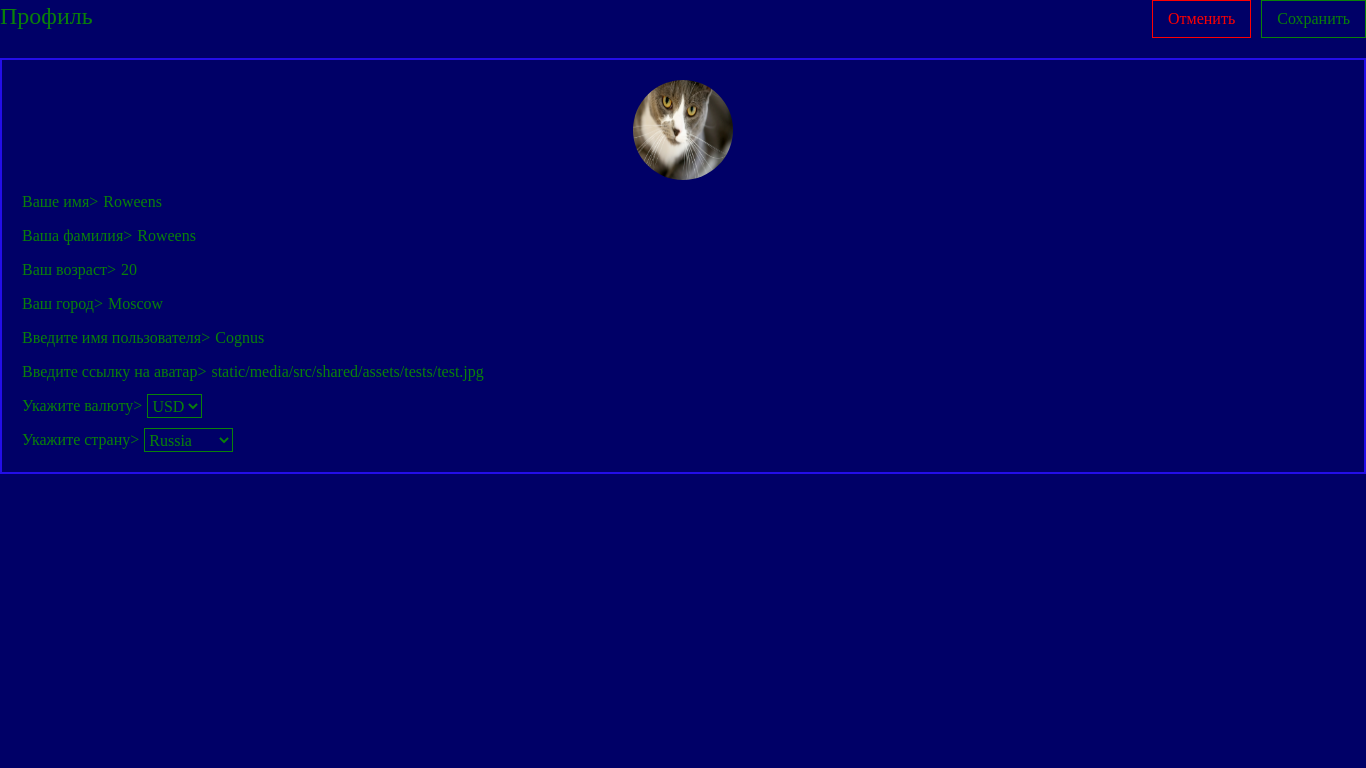 Профиль
Отменить
Сохранить
Ваше имя> Roweens
Ваша фамилия> Roweens
Ваш возраст> 20
Ваш город> Moscow
Введите имя пользователя> Cognus
Введите ссылку на аватар> static/media/src/shared/assets/tests/test.jpg
Укажите валюту> USD
Укажите страну> Russia